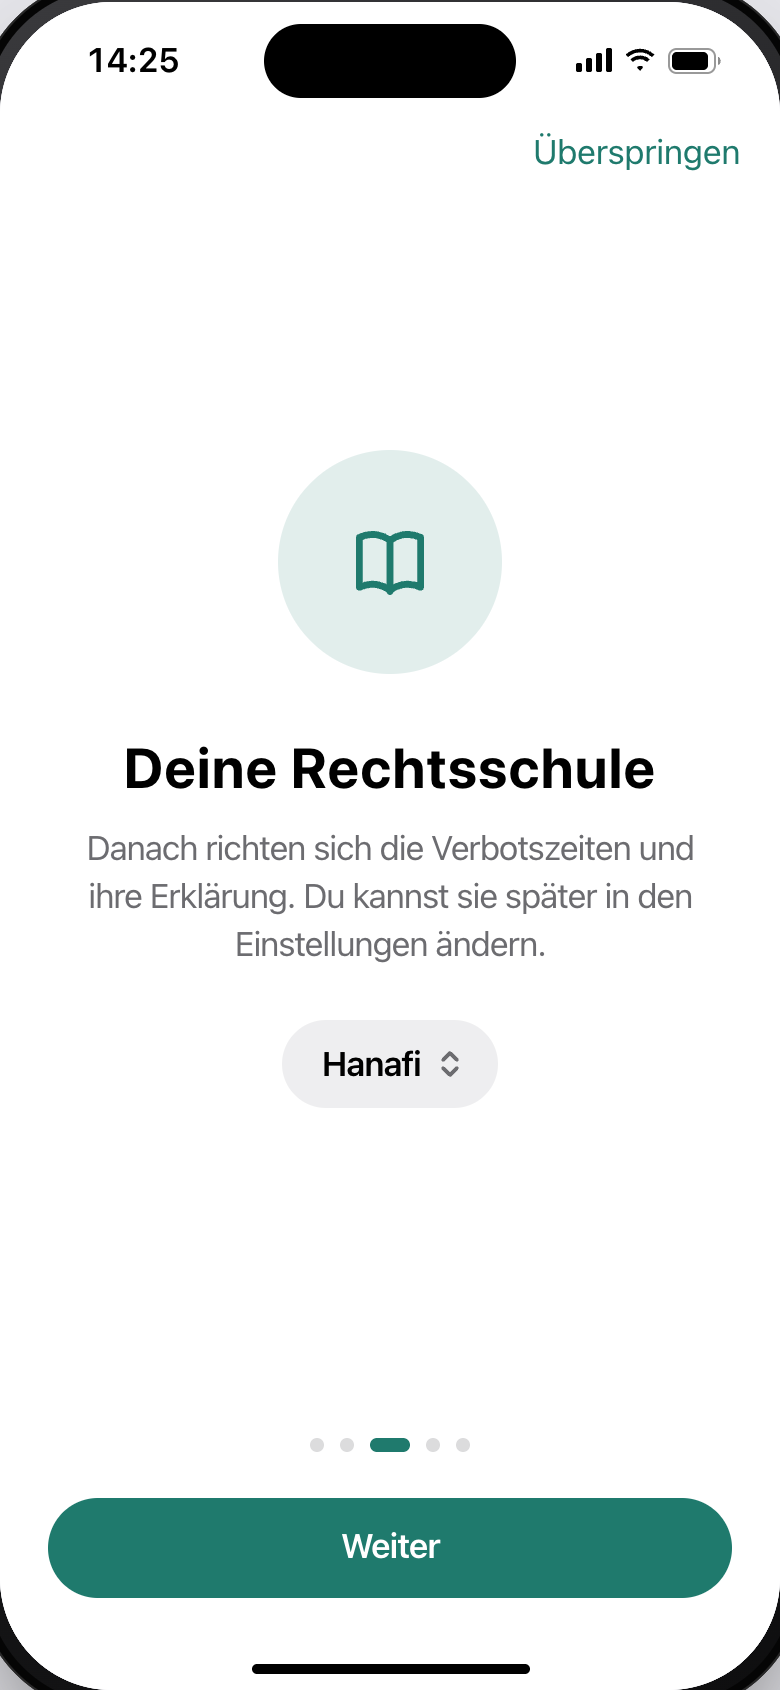 14:25
Überspringen
Deine Rechtsschule
Danach richten sich die Verbotszeiten und
ihre Erklärung. Du kannst sie später in den
Einstellungen ändern.
Hanafi
Weiter